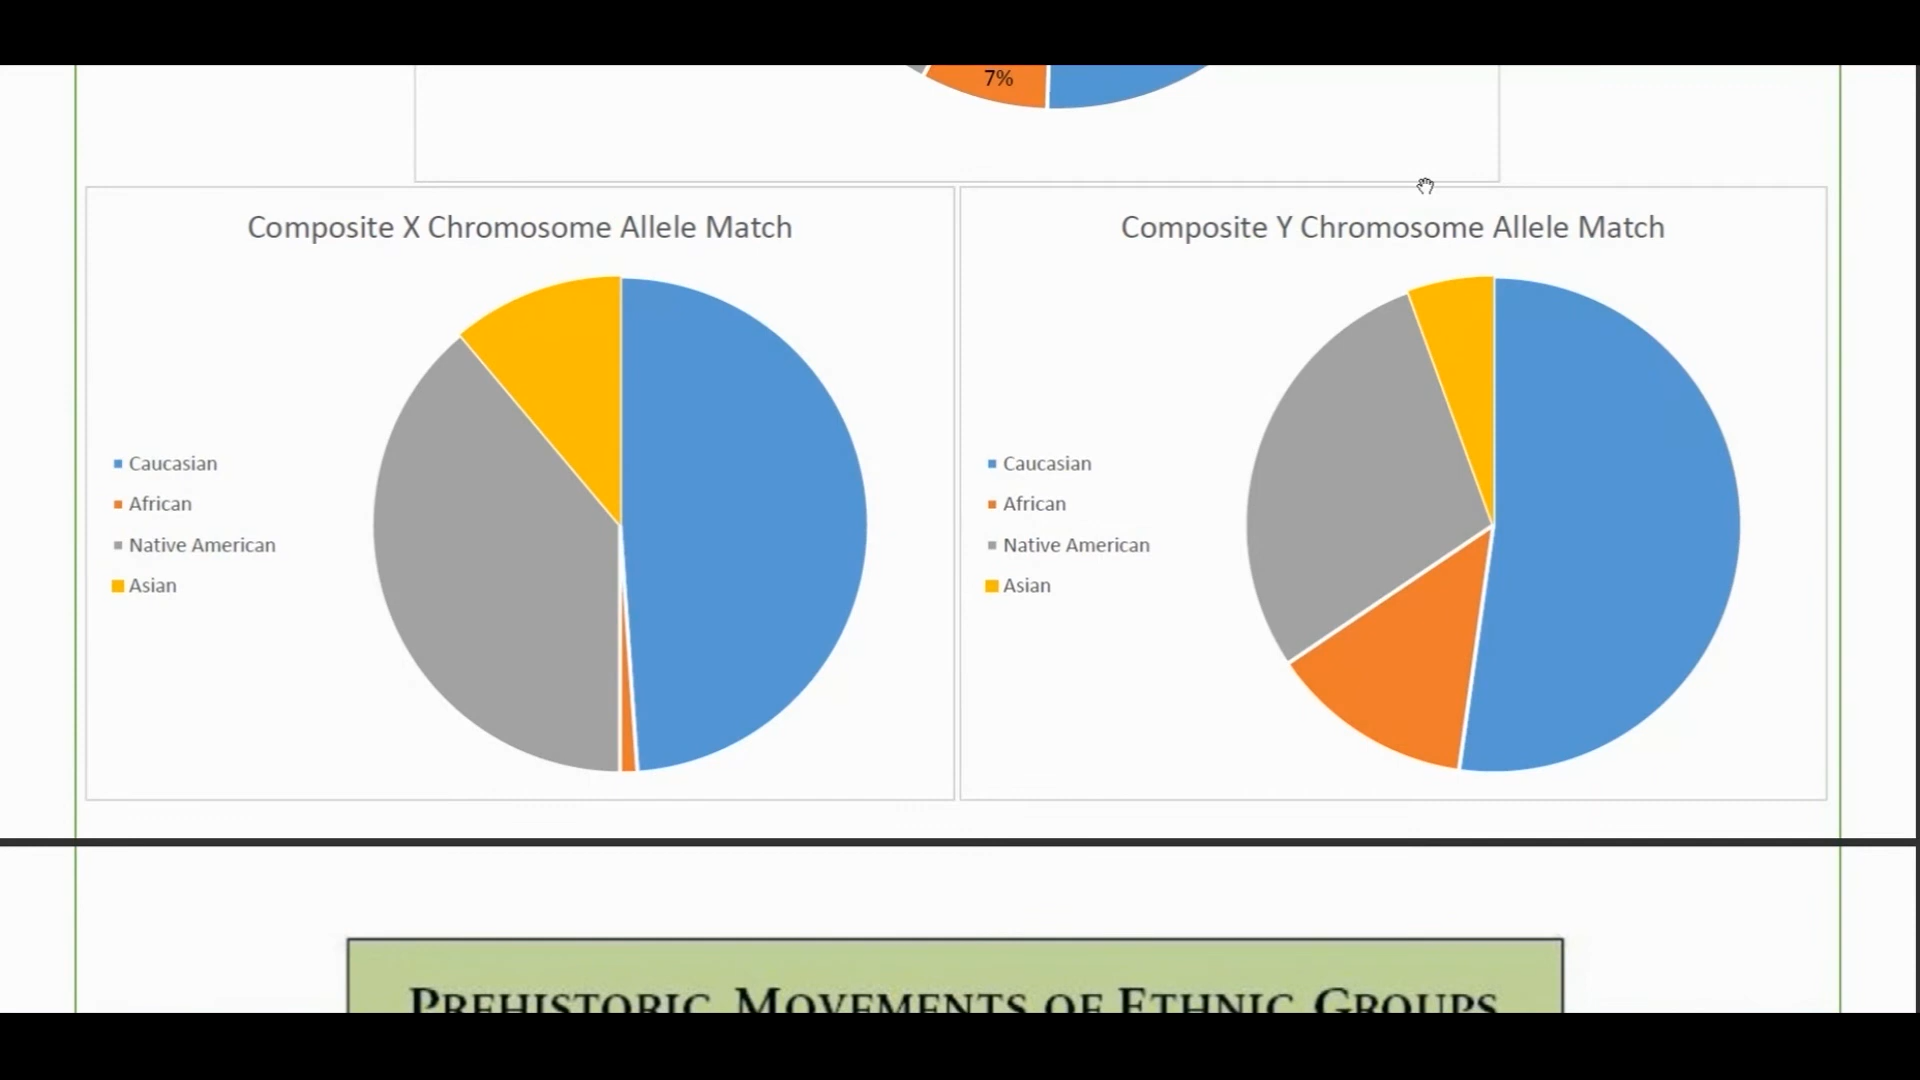 7%
Composite X Chromosome Allele Match
Caucasian
African
Native American
Asian
Composite Y Chromosome Allele Match
Caucasian
African
Native American
Asian
PREHISTORIC MOVEMENTS OF ETHNIC GROUPS